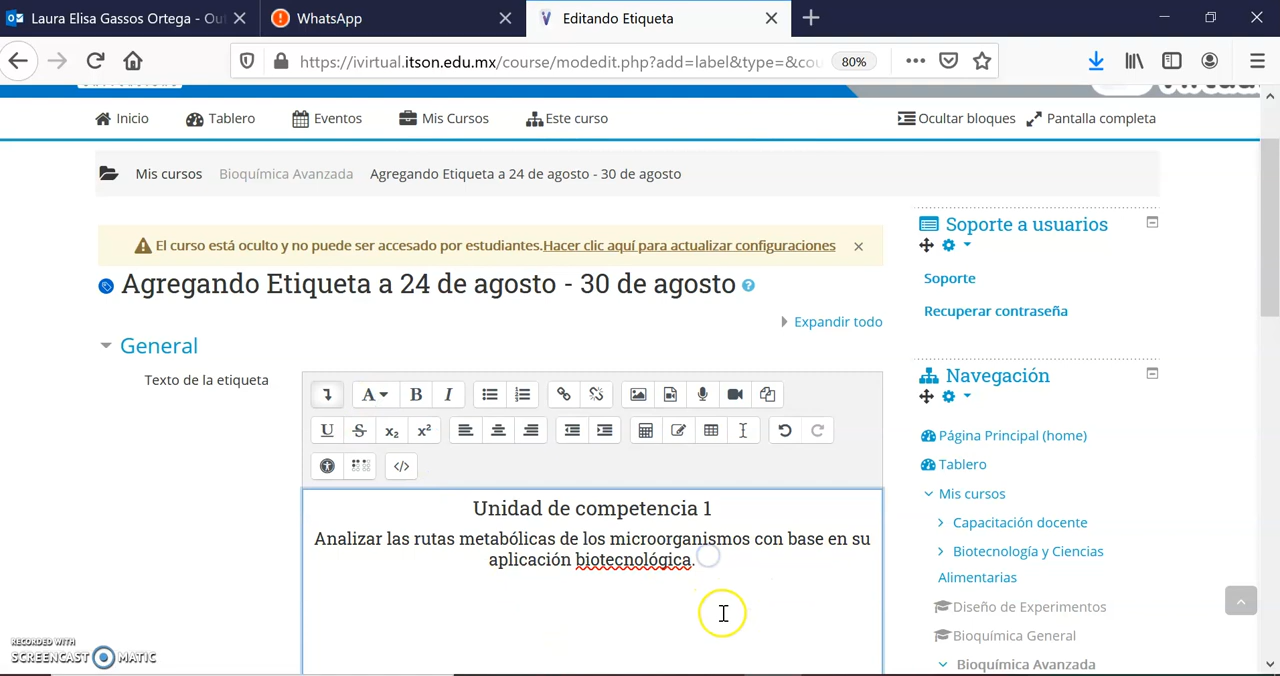 Laura Elisa Gassos Ortega - Ou
WhatsApp
Editando Etiqueta
https://ivirtual.itson.edu.mx/course/modedit.php?add=label&type=&cou
80%
Inicio
Tablero
Eventos
Mis Cursos
Este curso
Ocultar bloques
Pantalla completa
Mis cursos
Bioquímica Avanzada
Agregando Etiqueta a 24 de agosto - 30 de agosto
El curso está oculto y no puede ser accesado por estudiantes.Hacer clic aquí para actualizar configuraciones
Agregando Etiqueta a 24 de agosto - 30 de agosto
Expandir todo
General
Texto de la etiqueta
Unidad de competencia 1
Analizar las rutas metabólicas de los microorganismos con base en su
aplicación biotecnológica.
Soporte a usuarios
Soporte
Recuperar contraseña
Navegación
Página Principal (home)
Tablero
Mis cursos
Capacitación docente
Biotecnología y Ciencias
Alimentarias
Diseño de Experimentos
Bioquímica General
Bioquímica Avanzada
RECORDED WITH
SCREENCAST MATIC